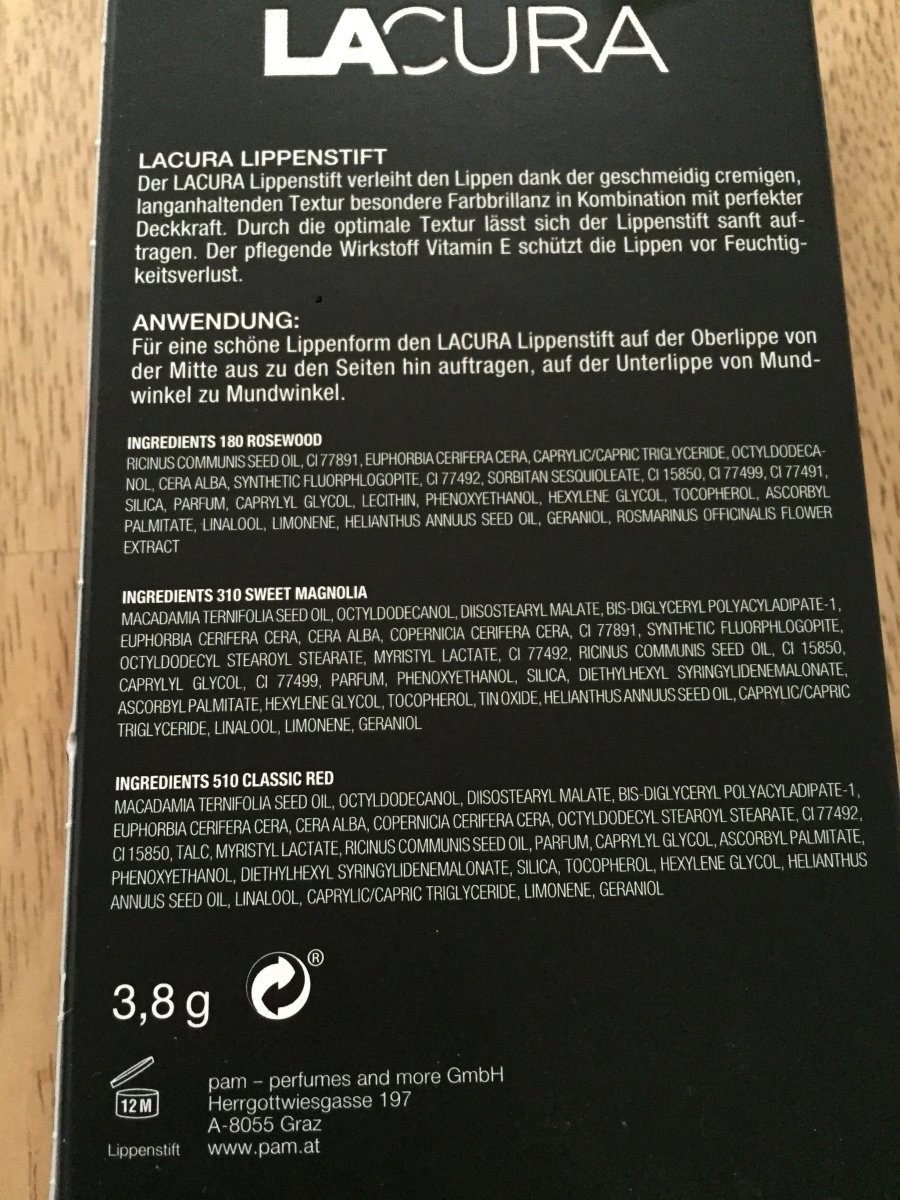 LACURA
LACURA LIPPENSTIFT
Der LACURA Lippenstift verleiht den Lippen dank der geschmeidig cremigen,
langanhaltenden Textur besondere Farbbrillanz in Kombination mit perfekter
Deckkraft. Durch die optimale Textur lässt sich der Lippenstift sanft auf-
tragen. Der pflegende Wirkstoff Vitamin E schützt die Lippen vor Feuchtig-
keitsverlust.
ANWENDUNG:
Für eine schöne Lippenform den LACURA Lippenstift auf der Oberlippe von
der Mitte aus zu den Seiten hin auftragen, auf der Unterlippe von Mund-
winkel zu Mundwinkel.
INGREDIENTS 180 ROSEWOOD
RICINUS COMMUNIS SEED OIL, CI 77891, EUPHORBIA CERIFERA CERA, CAPRYLIC/CAPRIC TRIGLYCERIDE, OCTYLDODECA-
NOL, CERA ALBA, SYNTHETIC FLUORPHLOGOPITE, CI 77492, SORBITAN SESQUIOLEATE, CI 15850, CI 77499, CI 77491,
SILICA, PARFUM, CAPRYLYL GLYCOL, LECITHIN, PHENOXYETHANOL, HEXYLENE GLYCOL, TOCOPHEROL, ASCORBYL
PALMITATE, LINALOOL, LIMONENE, HELIANTHUS ANNUUS SEED OIL, GERANIOL, ROSMARINUS OFFICINALIS FLOWER
EXTRACT
INGREDIENTS 310 SWEET MAGNOLIA
MACADAMIA TERNIFOLIA SEED OIL, OCTYLDODECANOL, DIISOSTEARYL MALATE, BIS-DIGLYCERYL POLYACYLADIPATE-1,
EUPHORBIA CERIFERA CERA, CERA ALBA, COPERNICIA CERIFERA CERA, CI 77891, SYNTHETIC FLUORPHLOGOPITE,
OCTYLDODECYL STEAROYL STEARATE, MYRISTYL LACTATE, CI 77492, RICINUS COMMUNIS SEED OIL, CI 15850,
CAPRYLYL GLYCOL, CI 77499, PARFUM, PHENOXYETHANOL, SILICA, DIETHYLHEXYL SYRINGYLIDENEMALONATE,
ASCORBYL PALMITATE, HEXYLENE GLYCOL, TOCOPHEROL, TIN OXIDE, HELIANTHUS ANNUUS SEED OIL, CAPRYLIC/CAPRIC
TRIGLYCERIDE, LINALOOL, LIMONENE, GERANIOL
INGREDIENTS 510 CLASSIC RED
MACADAMIA TERNIFOLIA SEED OIL, OCTYLDODECANOL, DIISOSTEARYL MALATE, BIS-DIGLYCERYL POLYACYLADIPATE-1,
EUPHORBIA CERIFERA CERA, CERA ALBA, COPERNICIA CERIFERA CERA, OCTYLDODECYL STEAROYL STEARATE, CI 77492,
CI 15850, TALC, MYRISTYL LACTATE, RICINUS COMMUNIS SEED OIL, PARFUM, CAPRYLYL GLYCOL, ASCORBYL PALMITATE,
PHENOXYETHANOL, DIETHYLHEXYL SYRINGYLIDENEMALONATE, SILICA, TOCOPHEROL, HEXYLENE GLYCOL, HELIANTHUS
ANNUUS SEED OIL, LINALOOL, CAPRYLIC/CAPRIC TRIGLYCERIDE, LIMONENE, GERANIOL
3,8 g ®
12 M
Lippenstift
pam – perfumes and more GmbH
Herrgottwiesgasse 197
A-8055 Graz
www.pam.at